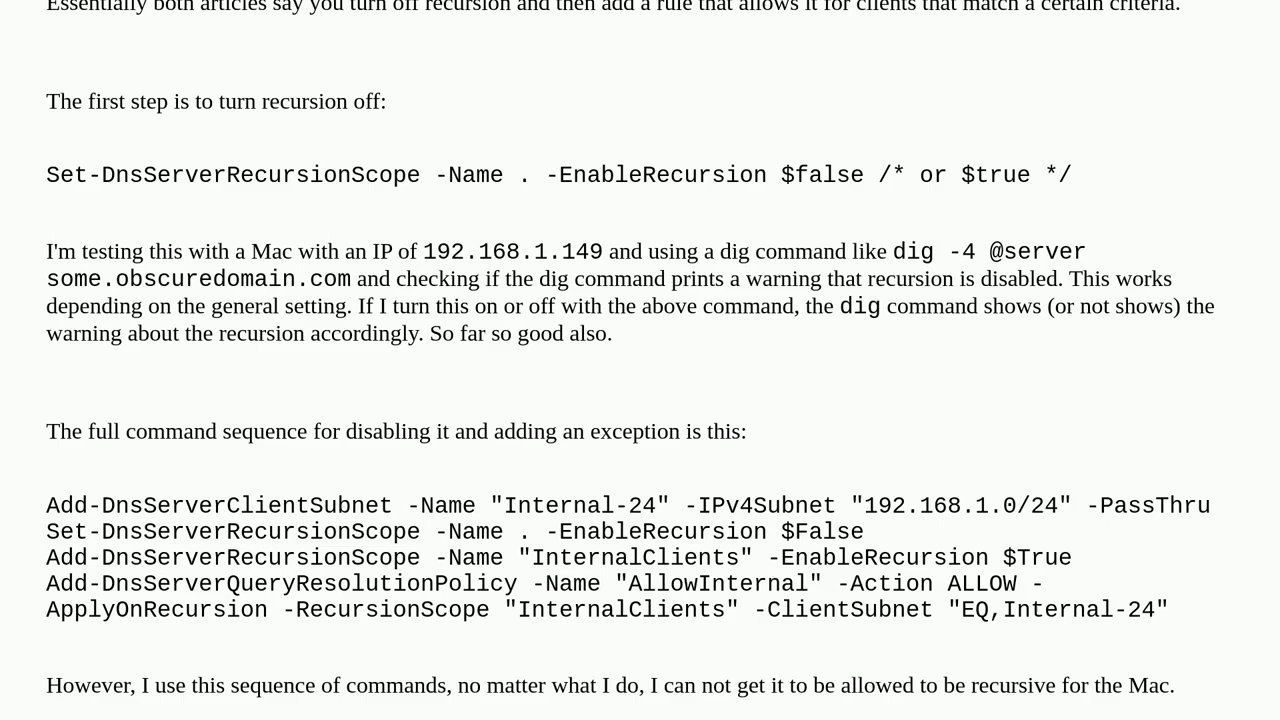 Essentially both articles say you turn off recursion and then add a rule that allows it for clients that match a certain criteria.
The first step is to turn recursion off:
Set-DnsServerRecursionScope -Name . -EnableRecursion $false /* or $true */
I'm testing this with a Mac with an IP of 192.168.1.149 and using a dig command like dig -4 @server
some.obscuredomain.com and checking if the dig command prints a warning that recursion is disabled. This works
depending on the general setting. If I turn this on or off with the above command, the dig command shows (or not shows) the
warning about the recursion accordingly. So far so good also.
The full command sequence for disabling it and adding an exception is this:
Add-DnsServerClientSubnet -Name "Internal-24" -IPv4Subnet "192.168.1.0/24" -PassThru
Set-DnsServerRecursionScope -Name . -EnableRecursion $False
Add-DnsServerRecursionScope -Name "InternalClients" -EnableRecursion $True
Add-DnsServerQueryResolutionPolicy -Name "AllowInternal" -Action ALLOW -
ApplyOnRecursion -RecursionScope "InternalClients" -ClientSubnet "EQ,Internal-24"
However, I use this sequence of commands, no matter what I do, I can not get it to be allowed to be recursive for the Mac.